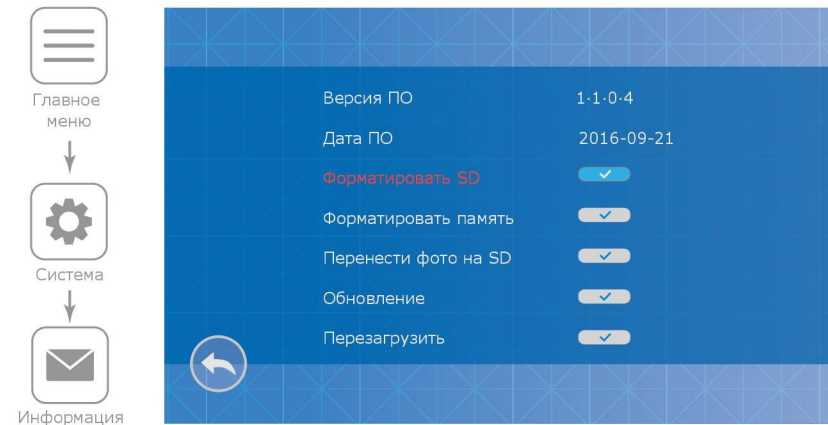 Главное
меню
Система
Информация
Версия ПО 1·1·0·4
Дата ПО 2016-09-21
Форматировать SD
Форматировать память
Перенести фото на SD
Обновление
Перезагрузить